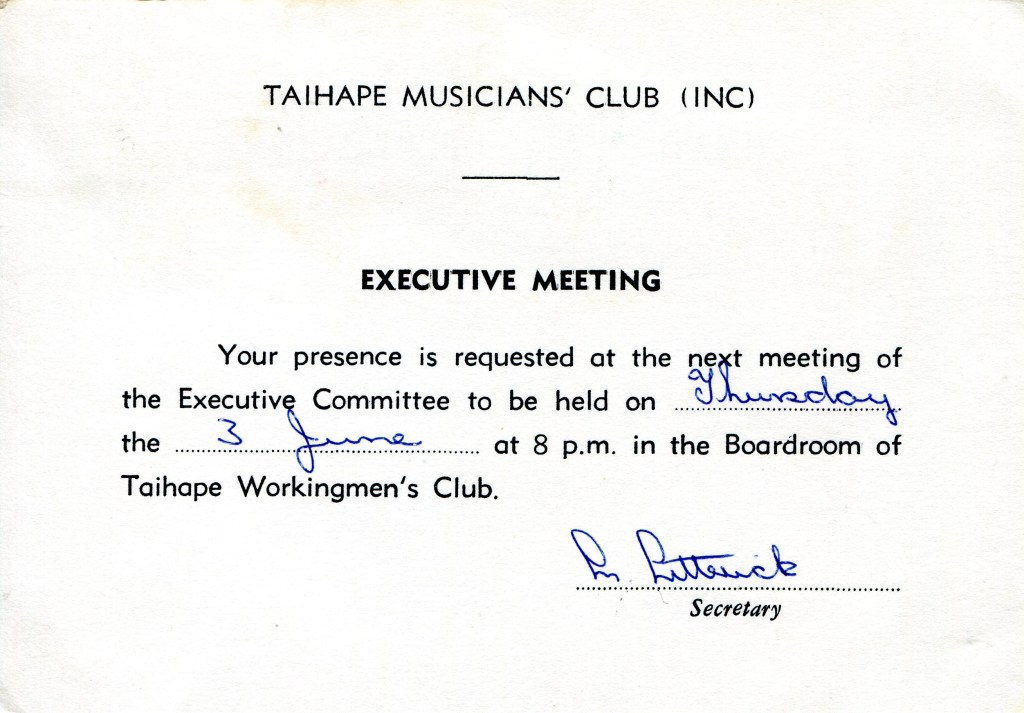 TAIHAPE MUSICIANS' CLUB (INC)
EXECUTIVE MEETING
Your presence is requested at the next meeting of
the Executive Committee to be held on Thursday
the 3 June at 8 p.m. in the Boardroom of
Taihape Workingmen's Club.
L. Litterick
Secretary